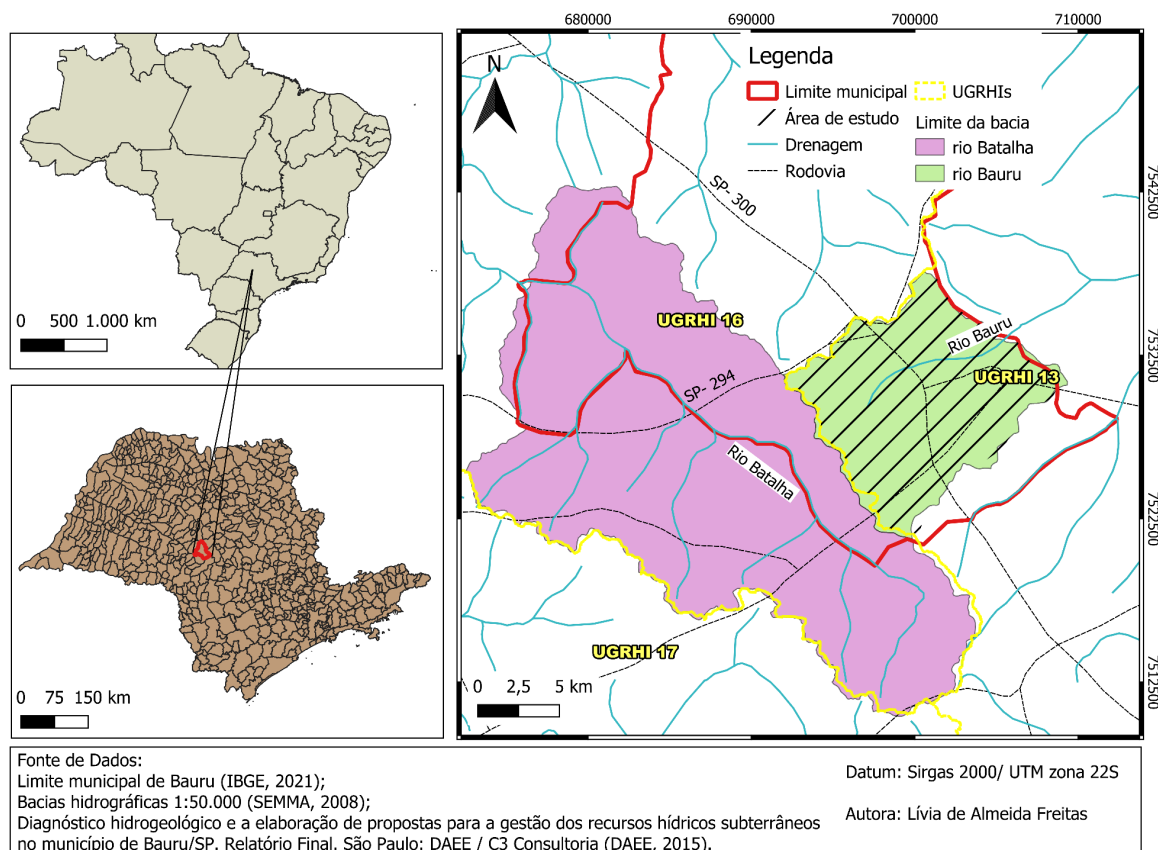 0 500 1.000 km
0 75 150 km
680000 690000 700000 710000
N
Legenda
Limite municipal
Área de estudo
Drenagem
Rodovia
UGRHIs
Limite da bacia
rio Batalha
rio Bauru
7542500
7532500
7522500
7512500
SP- 300
UGRHI 16
Rio Bauru
UGRHI 13
SP- 294
Rio Batalha
UGRHI 17
0 2,5 5 km
Fonte de Dados:
Limite municipal de Bauru (IBGE, 2021);
Bacias hidrográficas 1:50.000 (SEMMA, 2008);
Diagnóstico hidrogeológico e a elaboração de propostas para a gestão dos recursos hídricos subterrâneos
no município de Bauru/SP. Relatório Final. São Paulo: DAEE / C3 Consultoria (DAEE, 2015).
Datum: Sirgas 2000/ UTM zona 22S
Autora: Lívia de Almeida Freitas